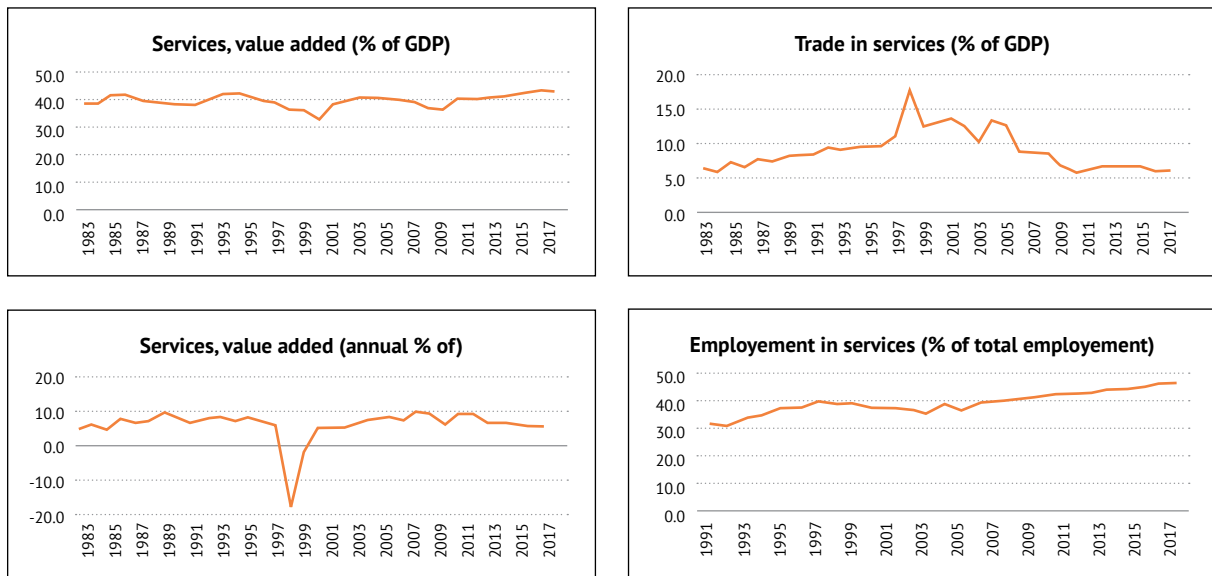 Services, value added (% of GDP)
50.0
40.0
30.0
20.0
10.0
0.0
1983 1985 1987 1989 1991 1993 1995 1997 1999 2001 2003 2005 2007 2009 2011 2013 2015 2017
Trade in services (% of GDP)
20.0
15.0
10.0
5.0
0.0
1983 1985 1987 1989 1991 1993 1995 1997 1999 2001 2003 2005 2007 2009 2011 2013 2015 2017
Services, value added (annual % of)
20.0
10.0
0.0
-10.0
-20.0
1983 1985 1987 1989 1991 1993 1995 1997 1999 2001 2003 2005 2007 2009 2011 2013 2015 2017
Employement in services (% of total employement)
50.0
40.0
30.0
20.0
10.0
0.0
1991 1993 1995 1997 1999 2001 2003 2005 2007 2009 2011 2013 2015 2017